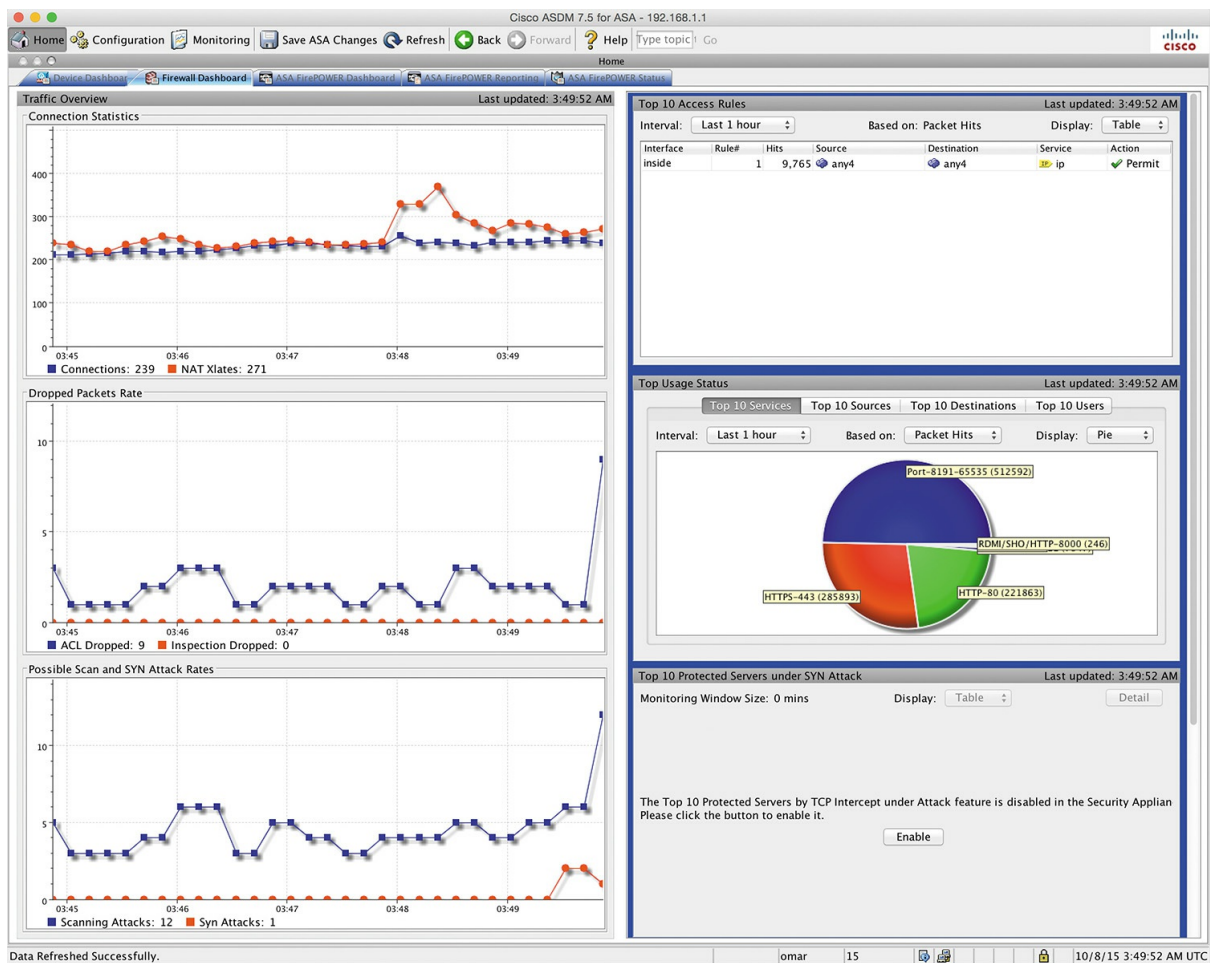 Cisco ASDM 7.5 for ASA - 192.168.1.1
Home Configuration Monitoring Save ASA Changes Refresh Back Forward Help Type topic Go
CISCO
Home
Device Dashboar Firewall Dashboard ASA FirePOWER Dashboard ASA FirePOWER Reporting ASA FirePOWER Status
Traffic Overview Last updated: 3:49:52 AM
Connection Statistics
400
300
200
100
0
03:45 03:46 03:47 03:48 03:49
Connections: 239 NAT Xlates: 271
Dropped Packets Rate
10
5
0
03:45 03:46 03:47 03:48 03:49
ACL Dropped: 9 Inspection Dropped: 0
Possible Scan and SYN Attack Rates
10
5
0
03:45 03:46 03:47 03:48 03:49
Scanning Attacks: 12 Syn Attacks: 1
Top 10 Access Rules Last updated: 3:49:52 AM
Interval: Last 1 hour Based on: Packet Hits Display: Table
Interface Rule# Hits Source Destination Service Action
inside 1 9,765 any4 any4 IP ip Permit
Top Usage Status Last updated: 3:49:52 AM
Top 10 Services Top 10 Sources Top 10 Destinations Top 10 Users
Interval: Last 1 hour Based on: Packet Hits Display: Pie
Port-8191-65535 (512592)
RDMI/SHO/HTTP-8000 (246)
HTTPS-443 (285893)
HTTP-80 (221863)
Top 10 Protected Servers under SYN Attack Last updated: 3:49:52 AM
Monitoring Window Size: 0 mins Display: Table Detail
The Top 10 Protected Servers by TCP Intercept under Attack feature is disabled in the Security Applian
Please click the button to enable it.
Enable
Data Refreshed Successfully. omar 15 10/8/15 3:49:52 AM UTC